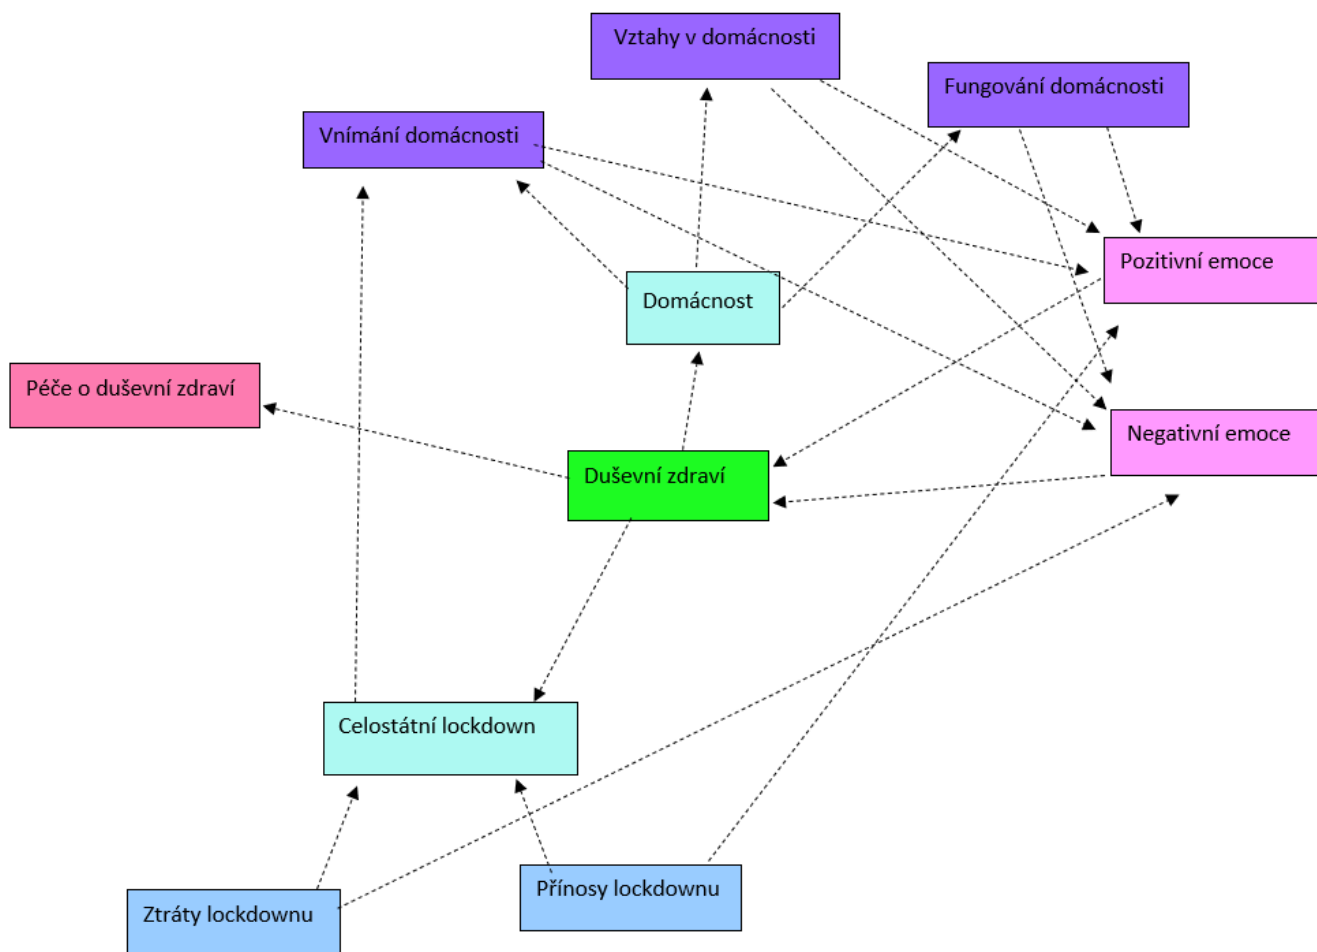 Vztahy v domácnosti
Fungování domácnosti
Vnímání domácnosti
Pozitivní emoce
Domácnost
Péče o duševní zdraví
Negativní emoce
Duševní zdraví
Celostátní lockdown
Přínosy lockdownu
Ztráty lockdownu